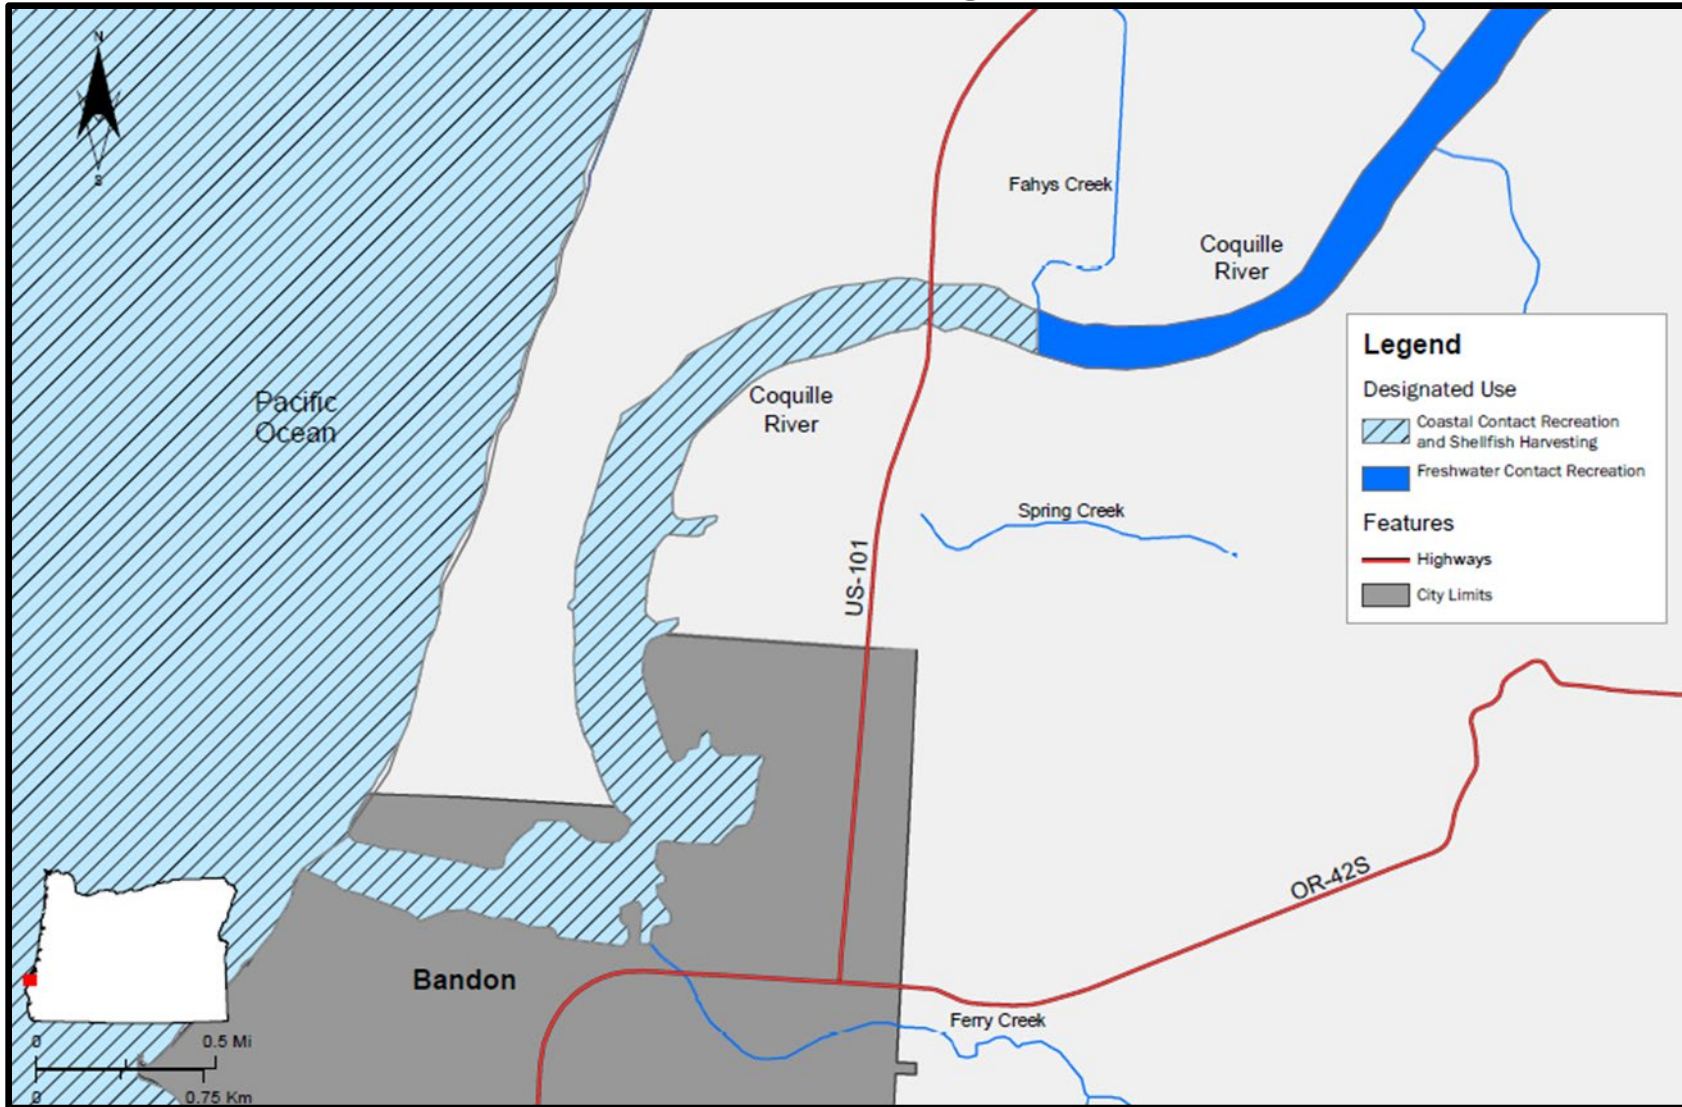 N
S
Fahys Creek
Coquille
River
Pacific
Ocean
Coquille
River
Legend
Designated Use
Coastal Contact Recreation
and Shellfish Harvesting
Freshwater Contact Recreation
Features
Highways
City Limits
Spring Creek
US-101
OR-42S
Bandon
Ferry Creek
0 0.5 Mi
0 0.75 Km